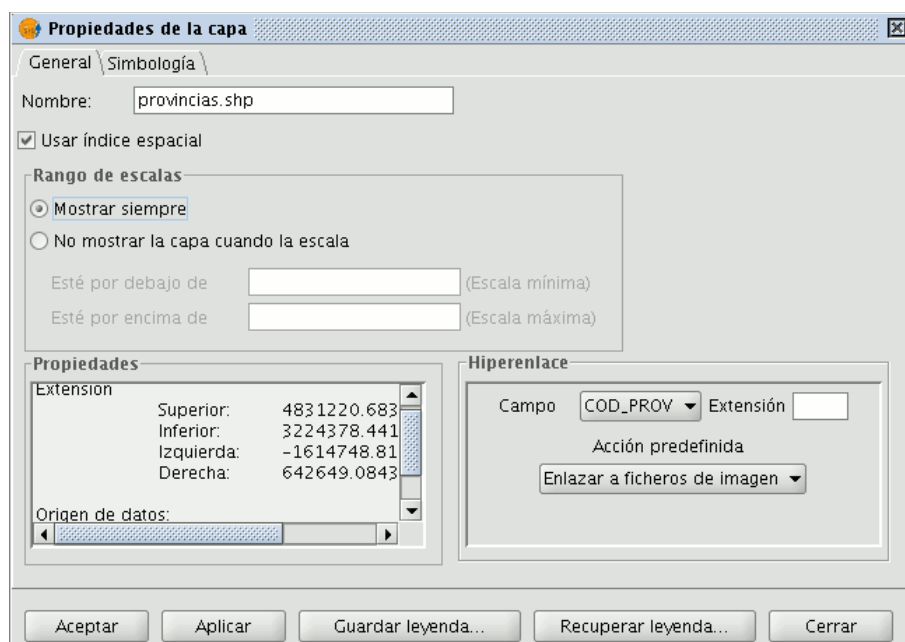 Propiedades de la capa
General Simbología
Nombre: provincias.shp
Usar índice espacial
Rango de escalas
Mostrar siempre
No mostrar la capa cuando la escala
Esté por debajo de (Escala mínima)
Esté por encima de (Escala máxima)
Propiedades
Extensión
Superior: 4831220.683
Inferior: 3224378.441
Izquierda: -1614748.81
Derecha: 642649.0843
Origen de datos:
Hiperenlace
Campo COD_PROV Extensión
Acción predefinida
Enlazar a ficheros de imagen
Aceptar Aplicar Guardar leyenda... Recuperar leyenda... Cerrar